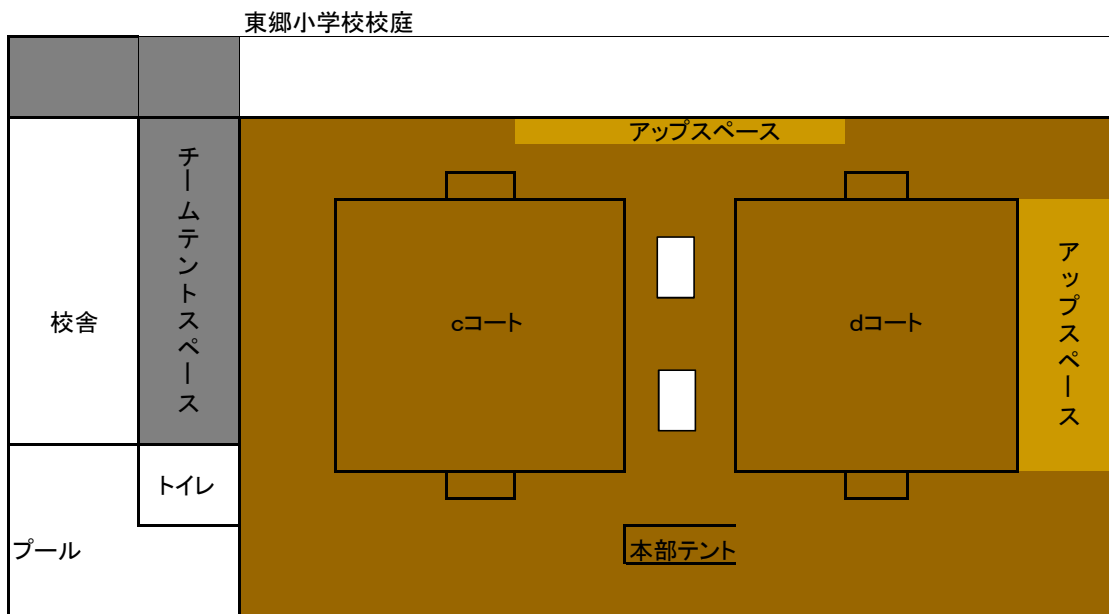 東郷小学校校庭
アップスペース
チームテントスペース
アップスペース
校舎
cコート
dコート
トイレ
プール
本部テント